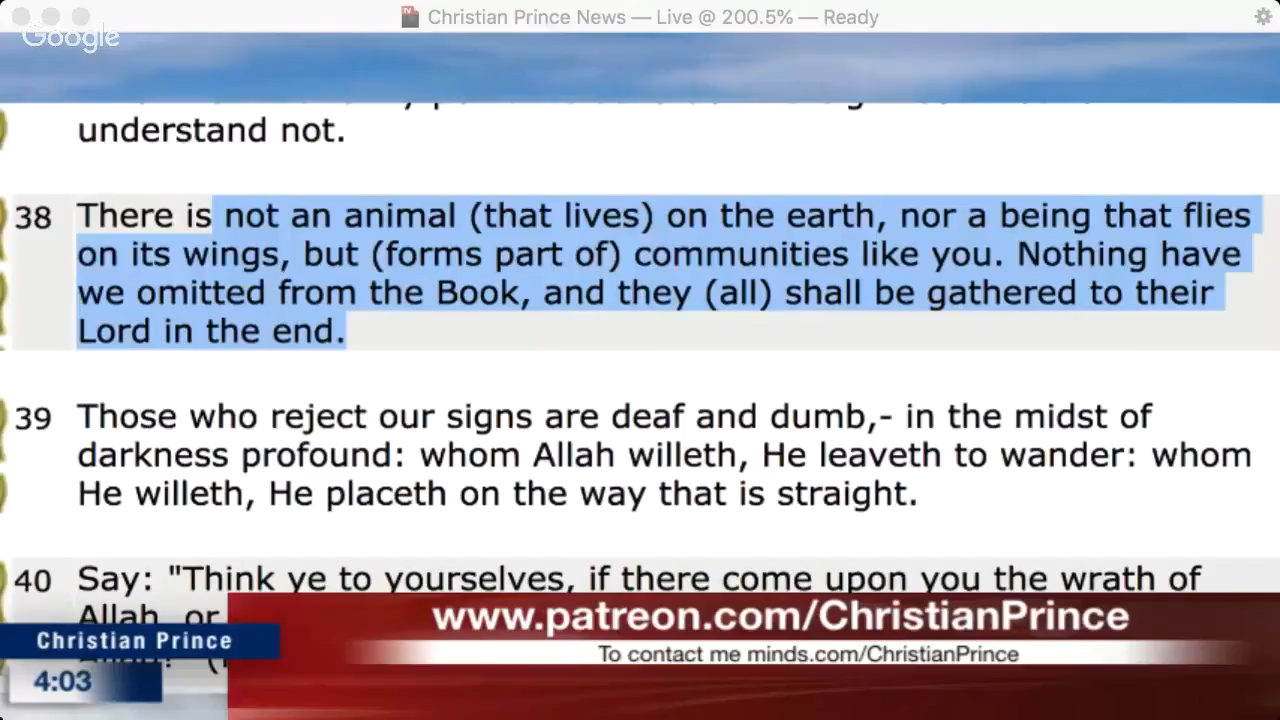 Christian Prince News — Live @ 200.5% — Ready
Google
understand not.
38 There is not an animal (that lives) on the earth, nor a being that flies
on its wings, but (forms part of) communities like you. Nothing have
we omitted from the Book, and they (all) shall be gathered to their
Lord in the end.
39 Those who reject our signs are deaf and dumb,- in the midst of
darkness profound: whom Allah willeth, He leaveth to wander: whom
He willeth, He placeth on the way that is straight.
40 Say: "Think ye to yourselves, if there come upon you the wrath of
Allah, or
www.patreon.com/ChristianPrince
Christian Prince
To contact me minds.com/ChristianPrince
4:03